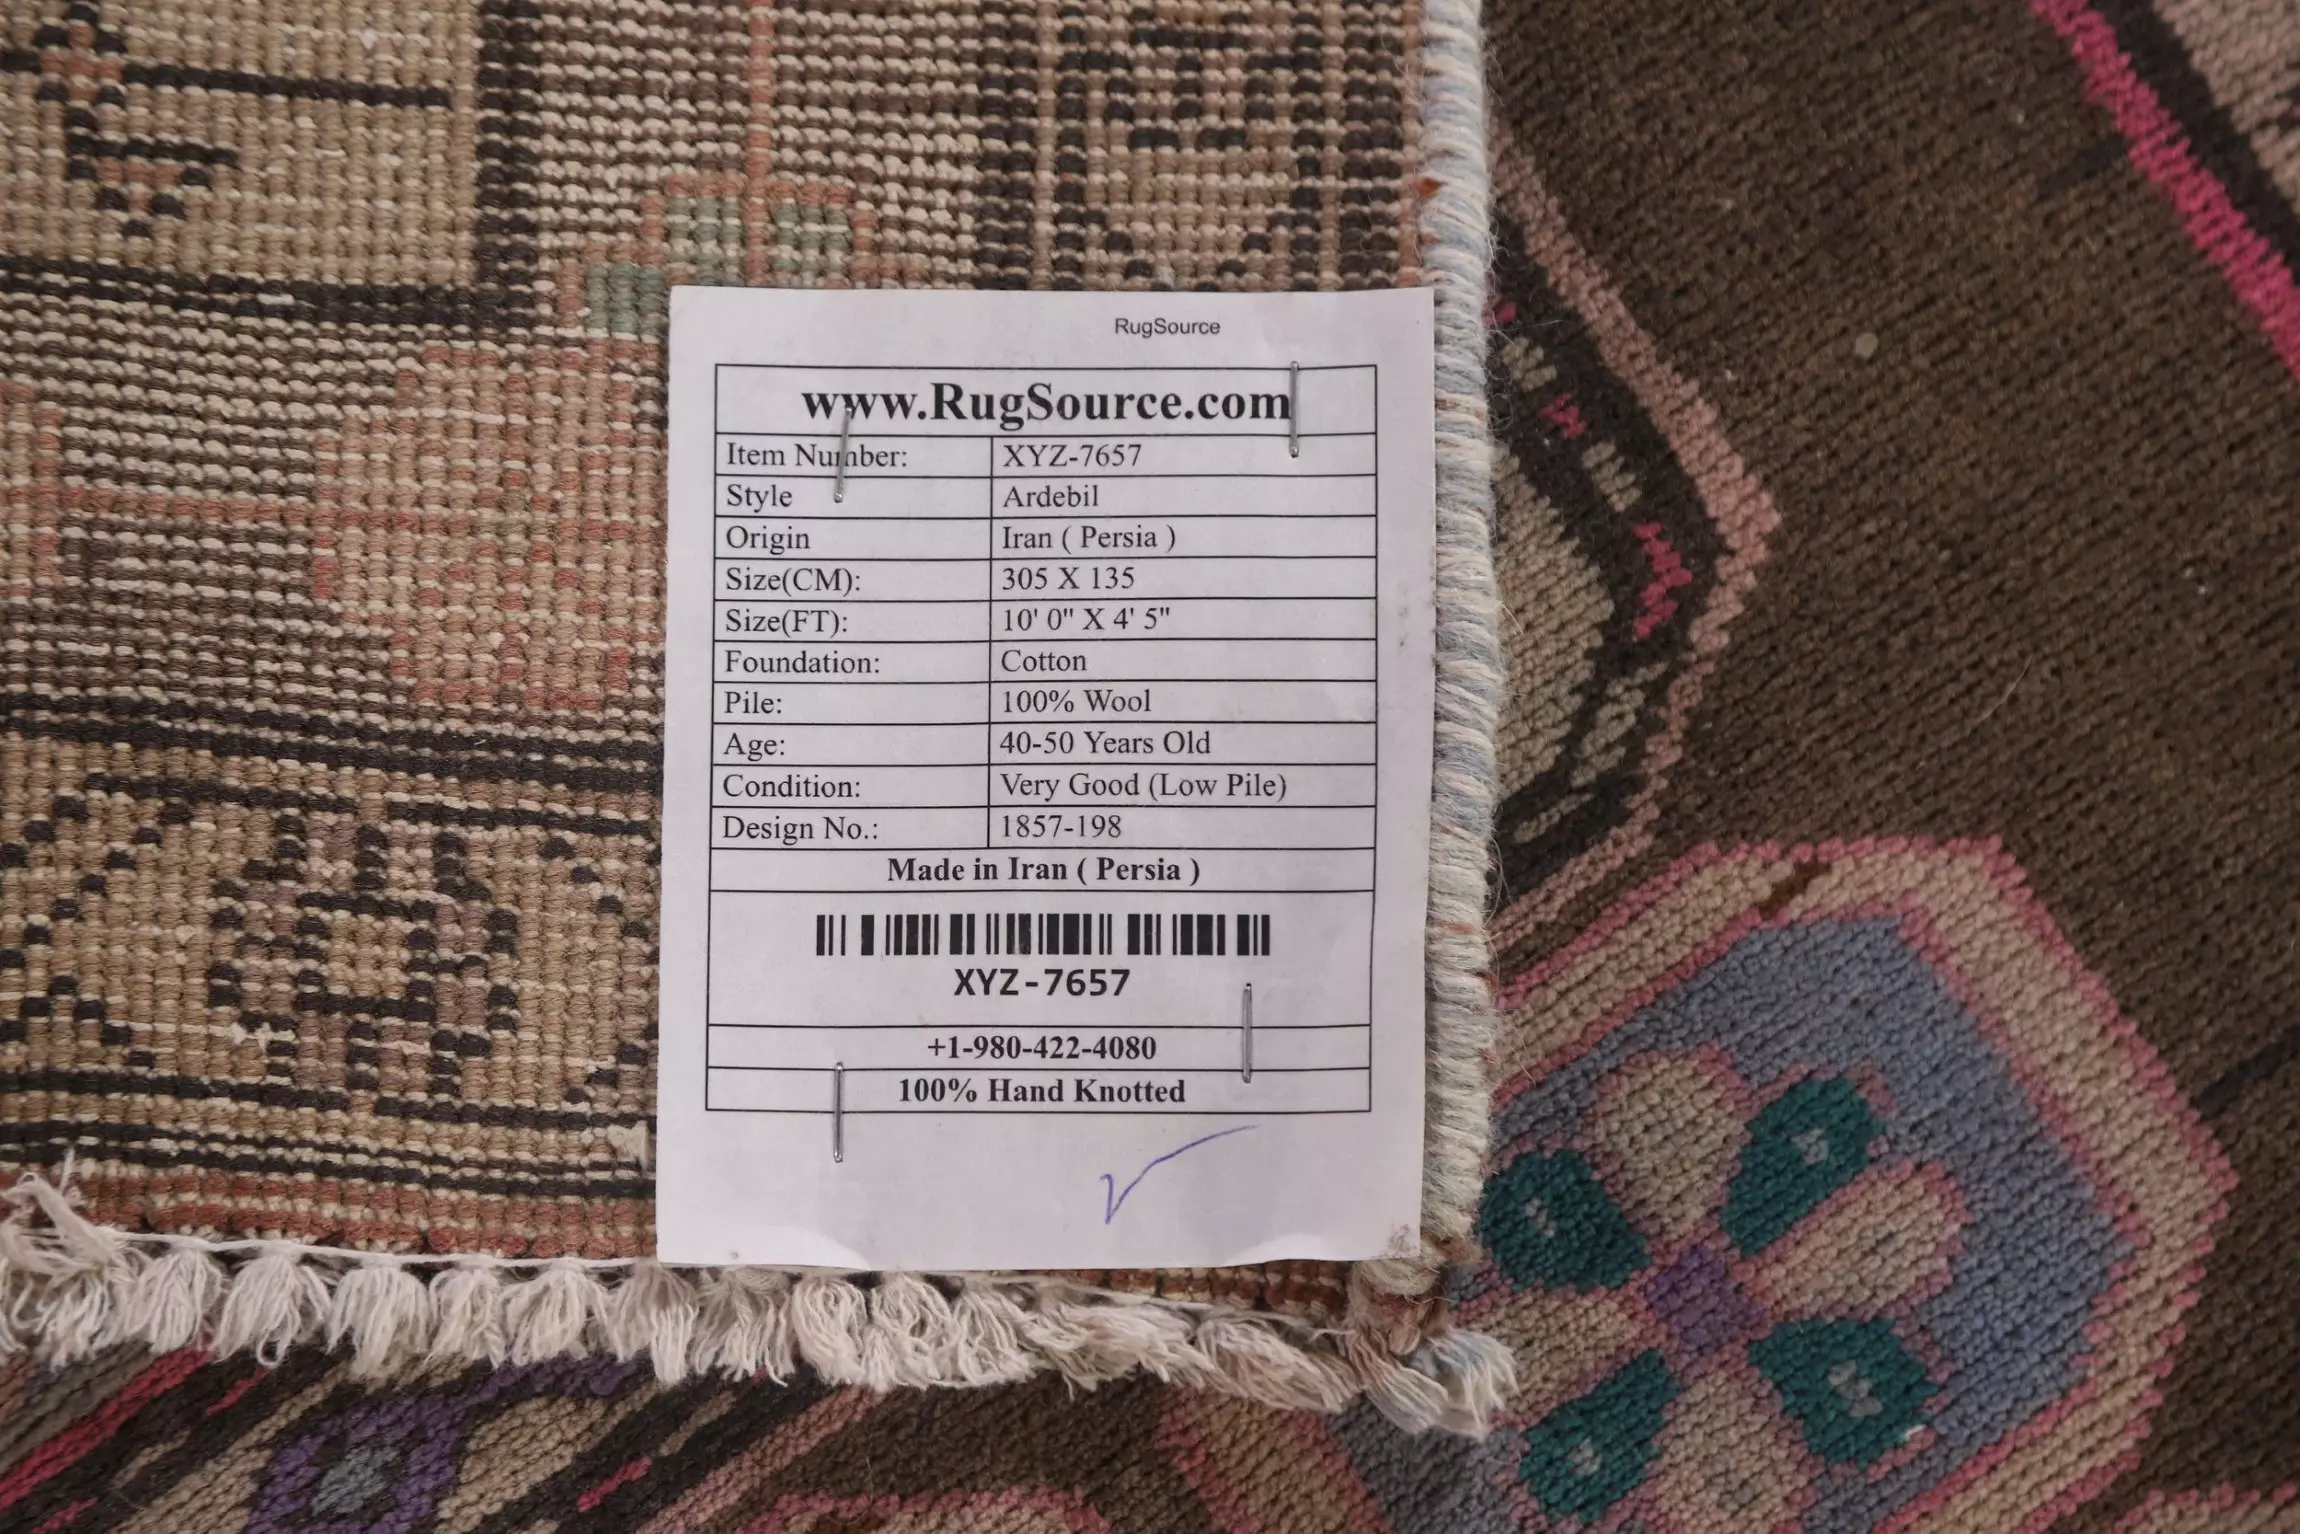 RugSource
www.RugSource.com
Item Number: XYZ-7657
Style Ardebil
Origin Iran ( Persia )
Size(CM): 305 X 135
Size(FT): 10' 0" X 4' 5"
Foundation: Cotton
Pile: 100% Wool
Age: 40-50 Years Old
Condition: Very Good (Low Pile)
Design No.: 1857-198
Made in Iran ( Persia )
XYZ-7657
+1-980-422-4080
100% Hand Knotted